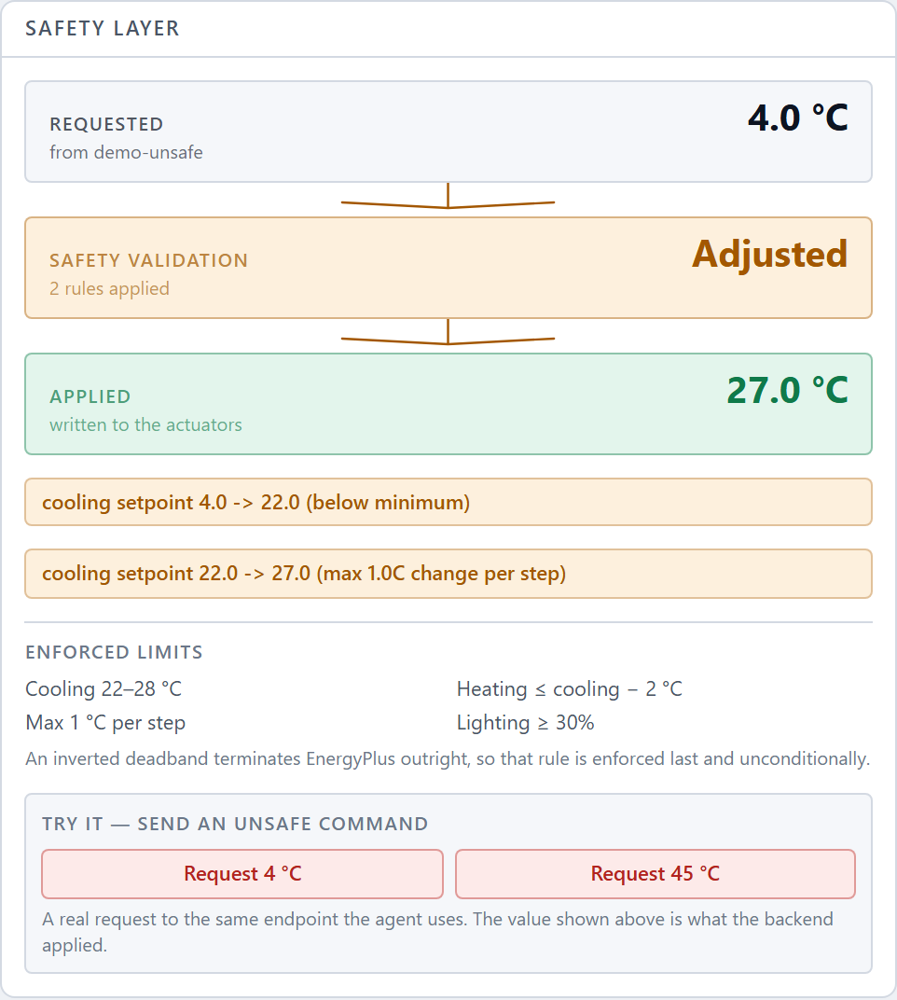 SAFETY LAYER
REQUESTED
4.0 °C
from demo-unsafe
SAFETY VALIDATION
Adjusted
2 rules applied
APPLIED
27.0 °C
written to the actuators
cooling setpoint 4.0 -> 22.0 (below minimum)
cooling setpoint 22.0 -> 27.0 (max 1.0C change per step)
ENFORCED LIMITS
Cooling 22–28 °C
Heating ≤ cooling − 2 °C
Max 1 °C per step
Lighting ≥ 30%
An inverted deadband terminates EnergyPlus outright, so that rule is enforced last and unconditionally.
TRY IT — SEND AN UNSAFE COMMAND
Request 4 °C
Request 45 °C
A real request to the same endpoint the agent uses. The value shown above is what the backend
applied.